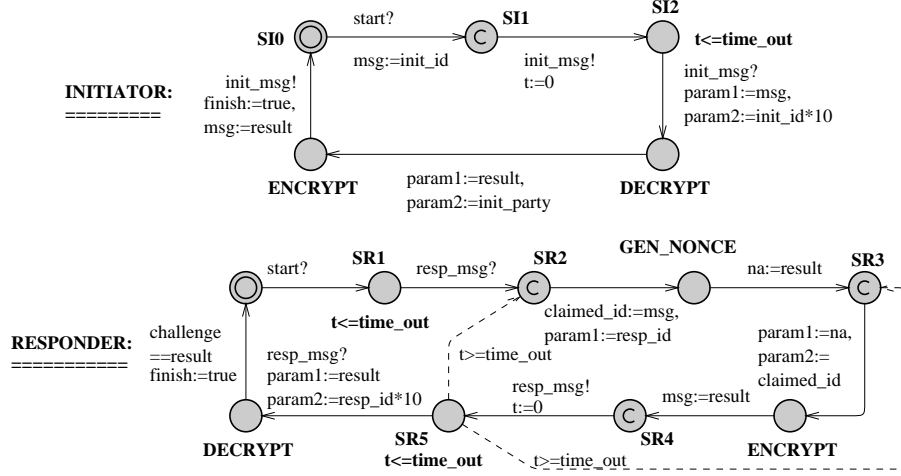 start?
SI0
C
SI1
SI2
t<=time_out
msg:=init_id
init_msg!
t:=0
INITIATOR:
=========
init_msg!
finish:=true,
msg:=result
init_msg?
param1:=msg,
param2:=init_id*10
ENCRYPT
DECRYPT
param1:=result,
param2:=init_party
GEN_NONCE
start?
SR1
resp_msg?
SR2
C
na:=result
SR3
C
t<=time_out
claimed_id:=msg,
param1:=resp_id
RESPONDER:
===========
challenge
==result
finish:=true
resp_msg?
param1:=result
param2:=resp_id*10
t>=time_out
resp_msg!
t:=0
param1:=na,
param2:=
claimed_id
msg:=result
C
DECRYPT
SR5
t<=time_out
SR4
ENCRYPT
t>=time_out